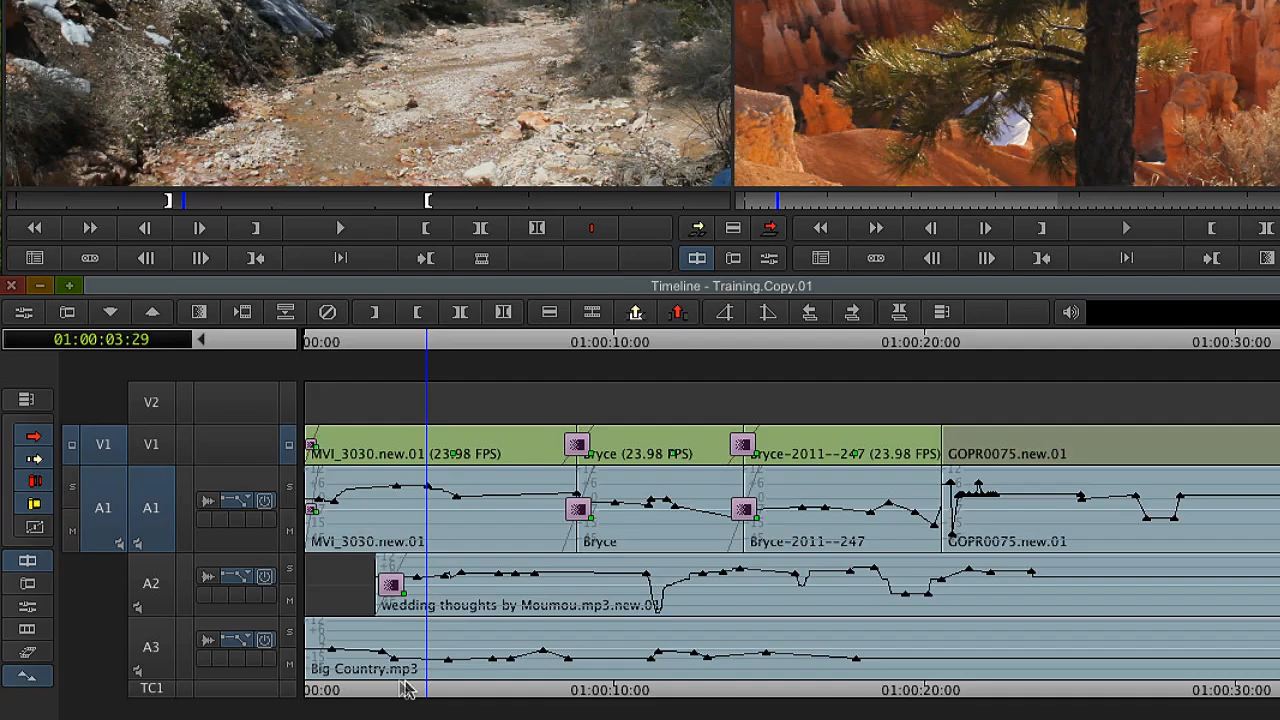 Timeline - Training.Copy.01
01:00:03:29
00:00
01:00:10:00
01:00:20:00
01:00:30:00
V2
V1
V1
MVI_3030.new.01 (23.98 FPS)
Bryce (23.98 FPS)
Bryce-2011--247 (23.98 FPS)
GOPR0075.new.01
S
M
A1
A1
S
M
MVI_3030.new.01
Bryce
Bryce-2011--247
GOPR0075.new.01
A2
S
M
wedding thoughts by Moumou.mp3.new.01
A3
S
M
Big Country.mp3
TC1
00:00
01:00:10:00
01:00:20:00
01:00:30:00